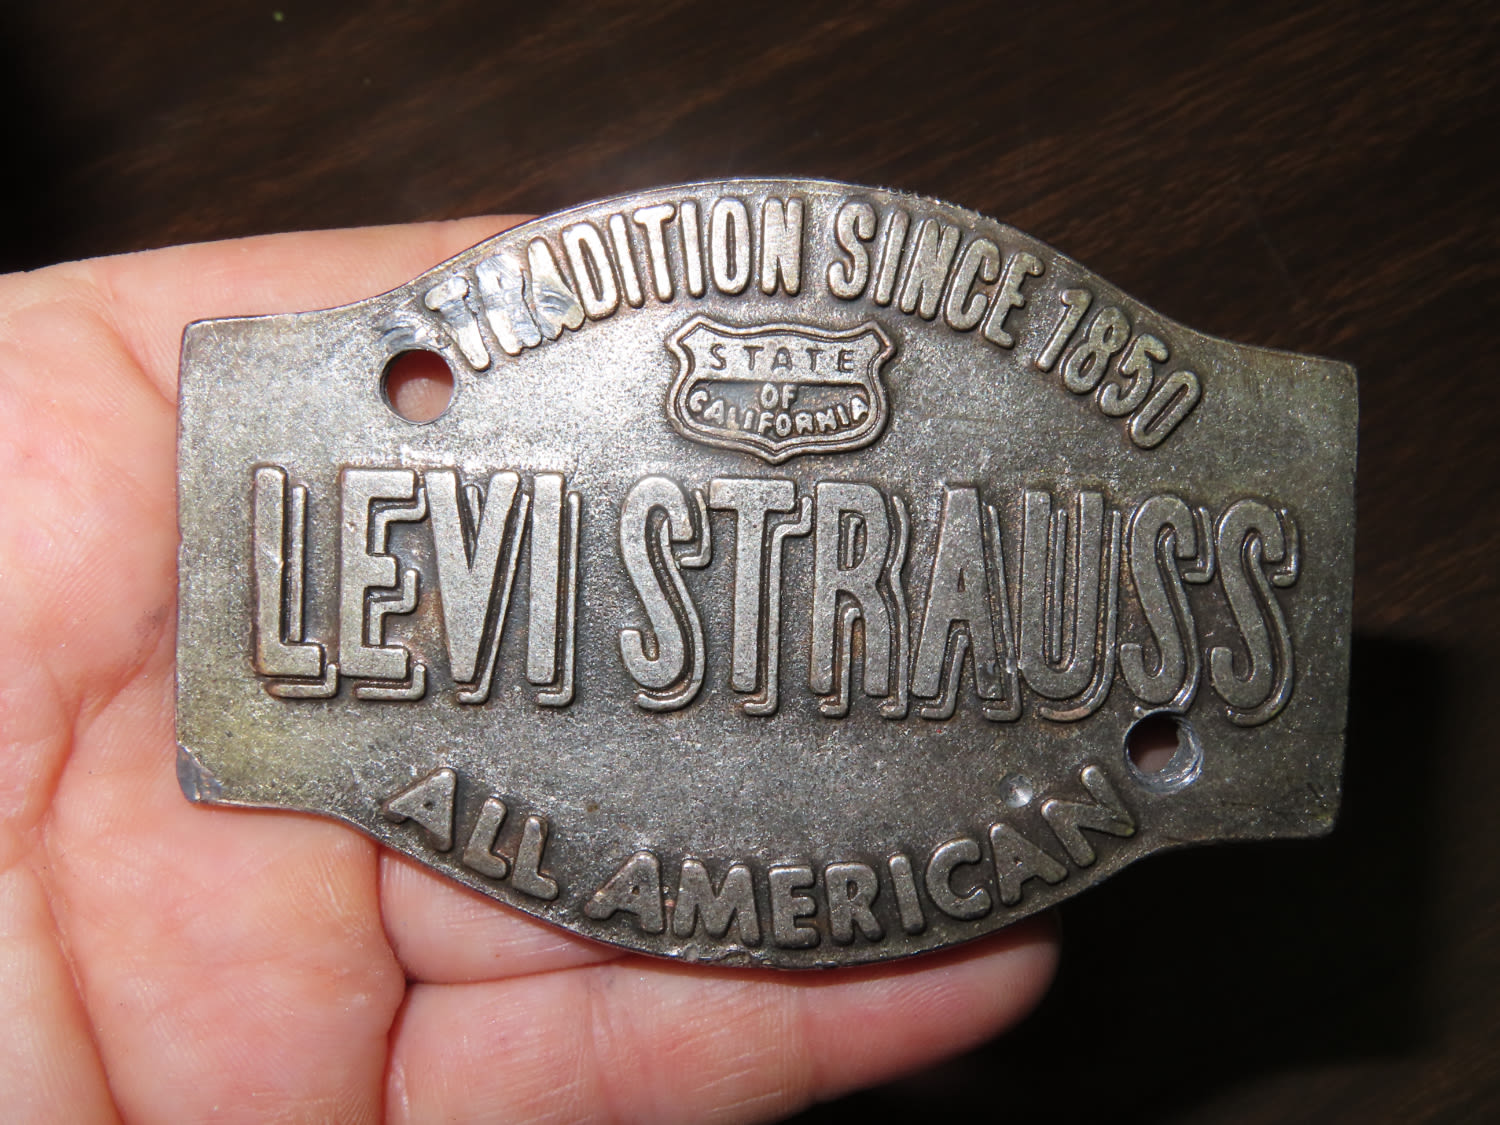 TRADITION SINCE 1850
STATE
OF
CALIFORNIA
LEVI STRAUSS
ALL AMERICAN